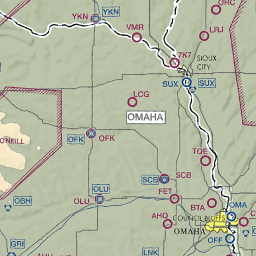 OHC
YKN
YKN
VMR
LRJ
7K7
SIOUX
CITY
SUX
SUX
LCG
OMAHA
OFK
OFK
TQE
SCB
SCB
OLU
OLU
FET
OBH
BTA
OMA
AHQ
COUNCIL BLUFFS
OMAHA
OFF
GRI
LNK